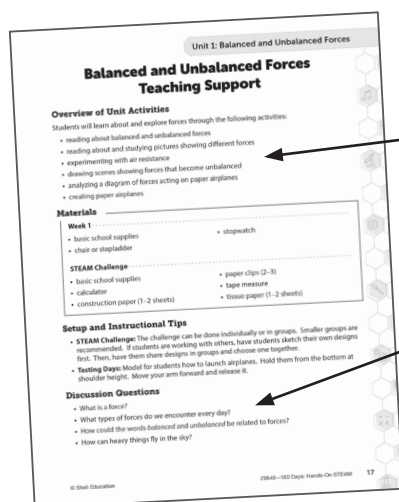 Unit 1: Balanced and Unbalanced Forces
Balanced and Unbalanced Forces
Teaching Support
Overview of Unit Activities
Students will learn about and explore forces through the following activities:
• reading about balanced and unbalanced forces
• reading about and studying pictures showing different forces
• experimenting with air resistance
• drawing scenes showing forces that become unbalanced
• analyzing a diagram of forces acting on paper airplanes
• creating paper airplanes
Materials
Week 1
• basic school supplies
• chair or stepladder
• stopwatch
STEAM Challenge
• basic school supplies
• calculator
• construction paper (1–2 sheets)
• paper clips (2–3)
• tape measure
• tissue paper (1–2 sheets)
Setup and Instructional Tips
• STEAM Challenge: The challenge can be done individually or in groups. Smaller groups are
recommended. If students are working with others, have students sketch their own designs
first. Then, have them share designs in groups and choose one together.
• Testing Days: Model for students how to launch airplanes. Hold them from the bottom at
shoulder height. Move your arm forward and release it.
Discussion Questions
• What is a force?
• What types of forces do we encounter every day?
• How could the words balanced and unbalanced be related to forces?
• How can heavy things fly in the sky?
© Shell Education
29646—180 Days: Hands-On STEAM 17